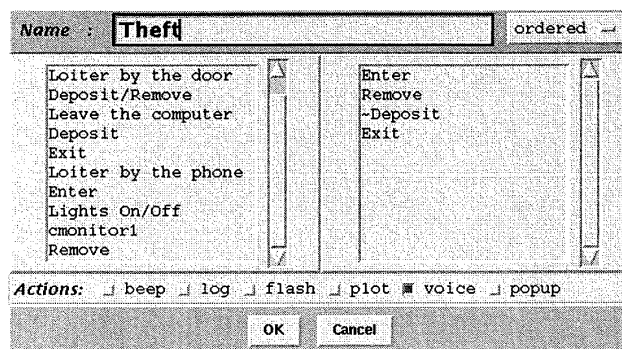 Name : Theft ordered
Loiter by the door
Deposit/Remove
Leave the computer
Deposit
Exit
Loiter by the phone
Enter
Lights On/Off
cmonitor1
Remove
Enter
Remove
~Deposit
Exit
Actions: beep log flash plot voice popup
OK Cancel